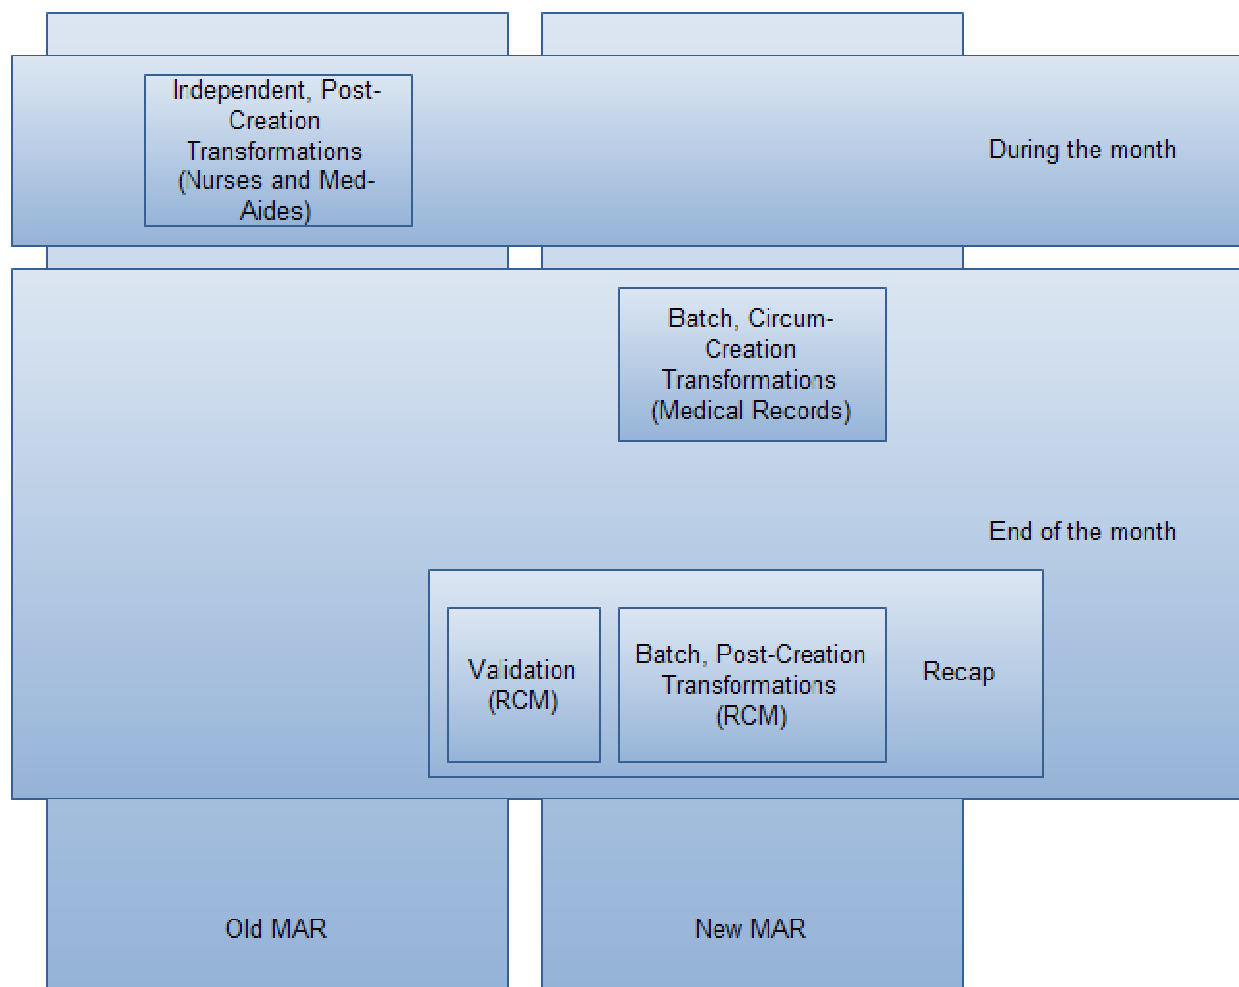 Independent, Post-
Creation
Transformations
(Nurses and Med-
Aides)
During the month
Batch, Circum-
Creation
Transformations
(Medical Records)
End of the month
Validation
(RCM)
Batch, Post-Creation
Transformations
(RCM)
Recap
Old MAR
New MAR